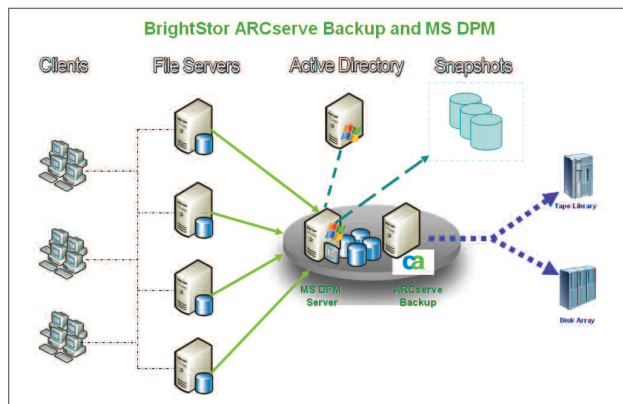 BrightStor ARCserve Backup and MS DPM
Clients
File Servers
Active Directory
Snapshots
Tape Library
ca
MS DPM
Server
ARCserve
Backup
Disk Array